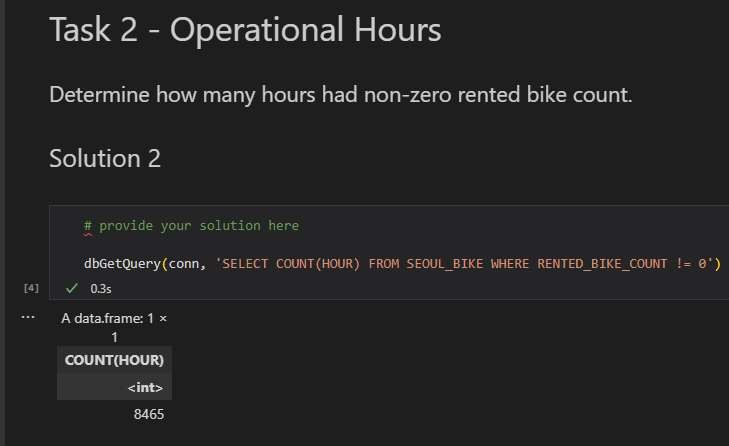 Task 2 - Operational Hours
Determine how many hours had non-zero rented bike count.
Solution 2
# provide your solution here
dbGetQuery(conn, 'SELECT COUNT(HOUR) FROM SEOUL_BIKE WHERE RENTED_BIKE_COUNT != 0')
[4] ✓ 0.3s
... A data.frame: 1 ×
1
COUNT(HOUR)
<int>
8465